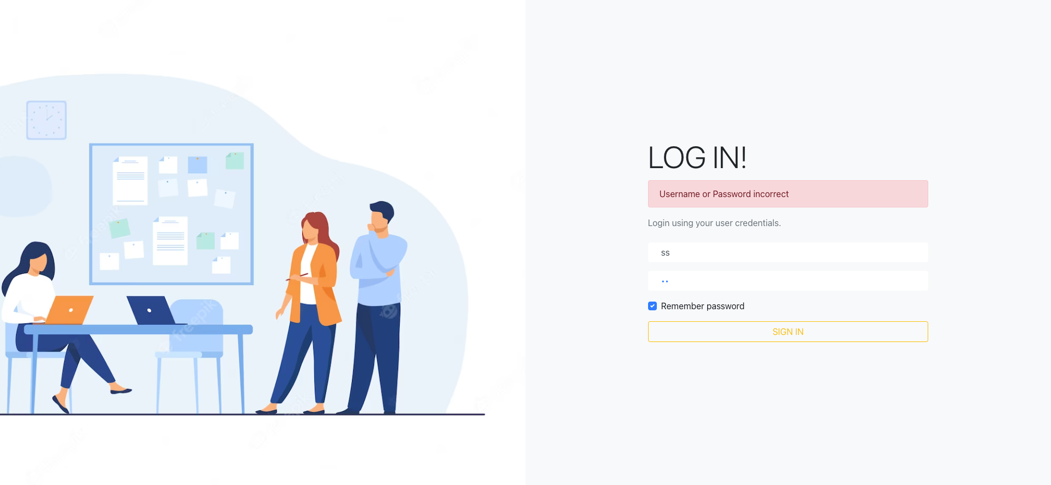 LOG IN!
Username or Password incorrect
Login using your user credentials.
ss
Remember password
SIGN IN